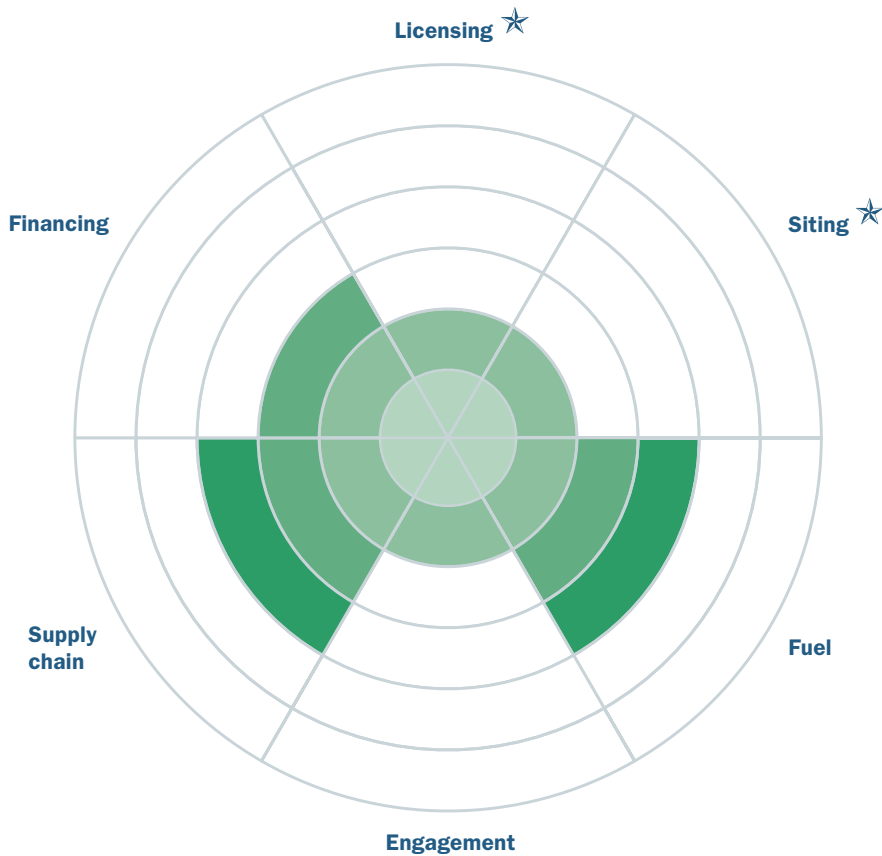 Licensing
Financing
Siting
Supply
chain
Fuel
Engagement